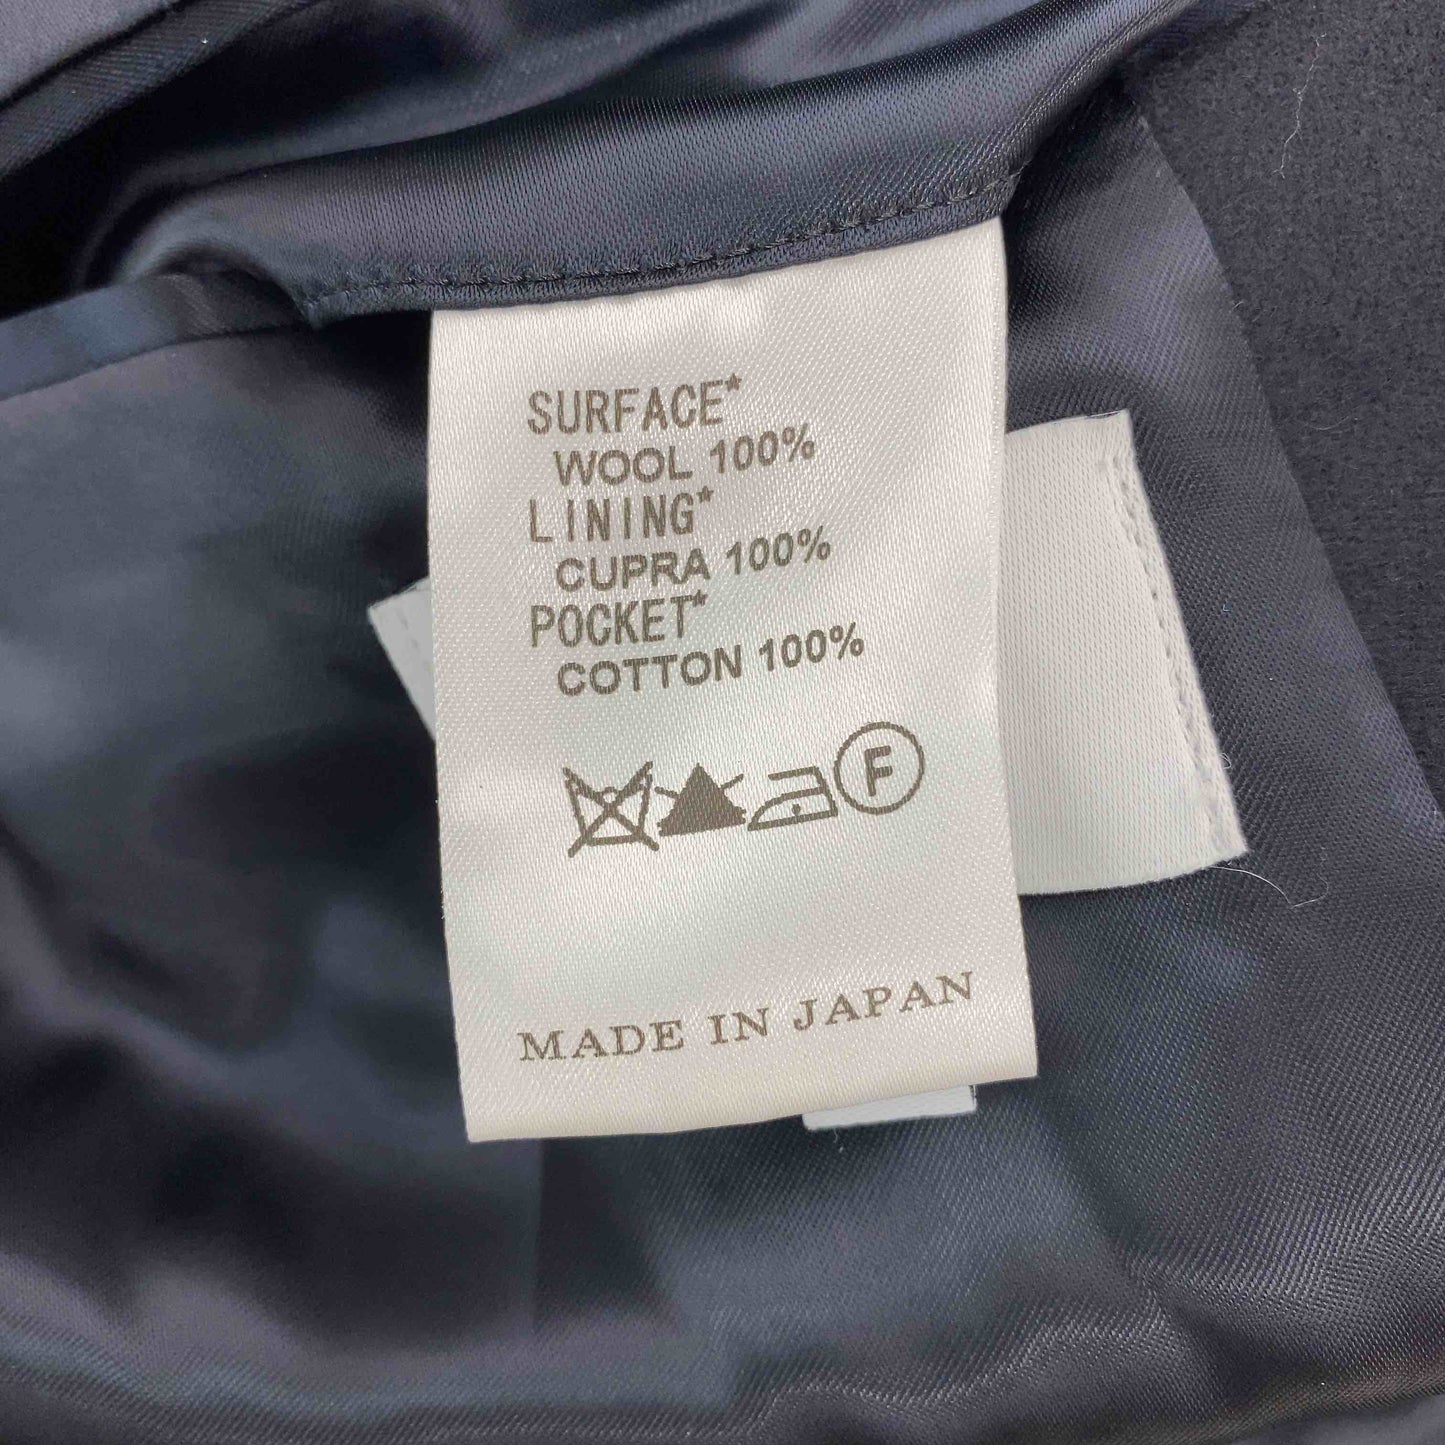 SURFACE*
WOOL 100%
LINING*
CUPRA 100%
POCKET*
COTTON 100%
F
MADE IN JAPAN